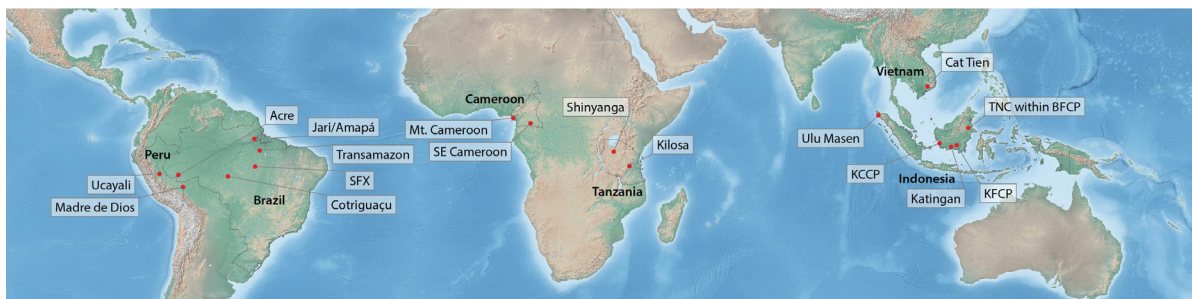 Acre
Jari/Amapá
Transamazon
Peru
SFX
Ucayali
Madre de Dios
Brazil
Cotriguaçu
Cameroon
Mt. Cameroon
SE Cameroon
Shinyanga
Kilosa
Tanzania
Vietnam
Cat Tien
TNC within BFCP
Ulu Masen
KCCP
Indonesia
Katingan
KFCP